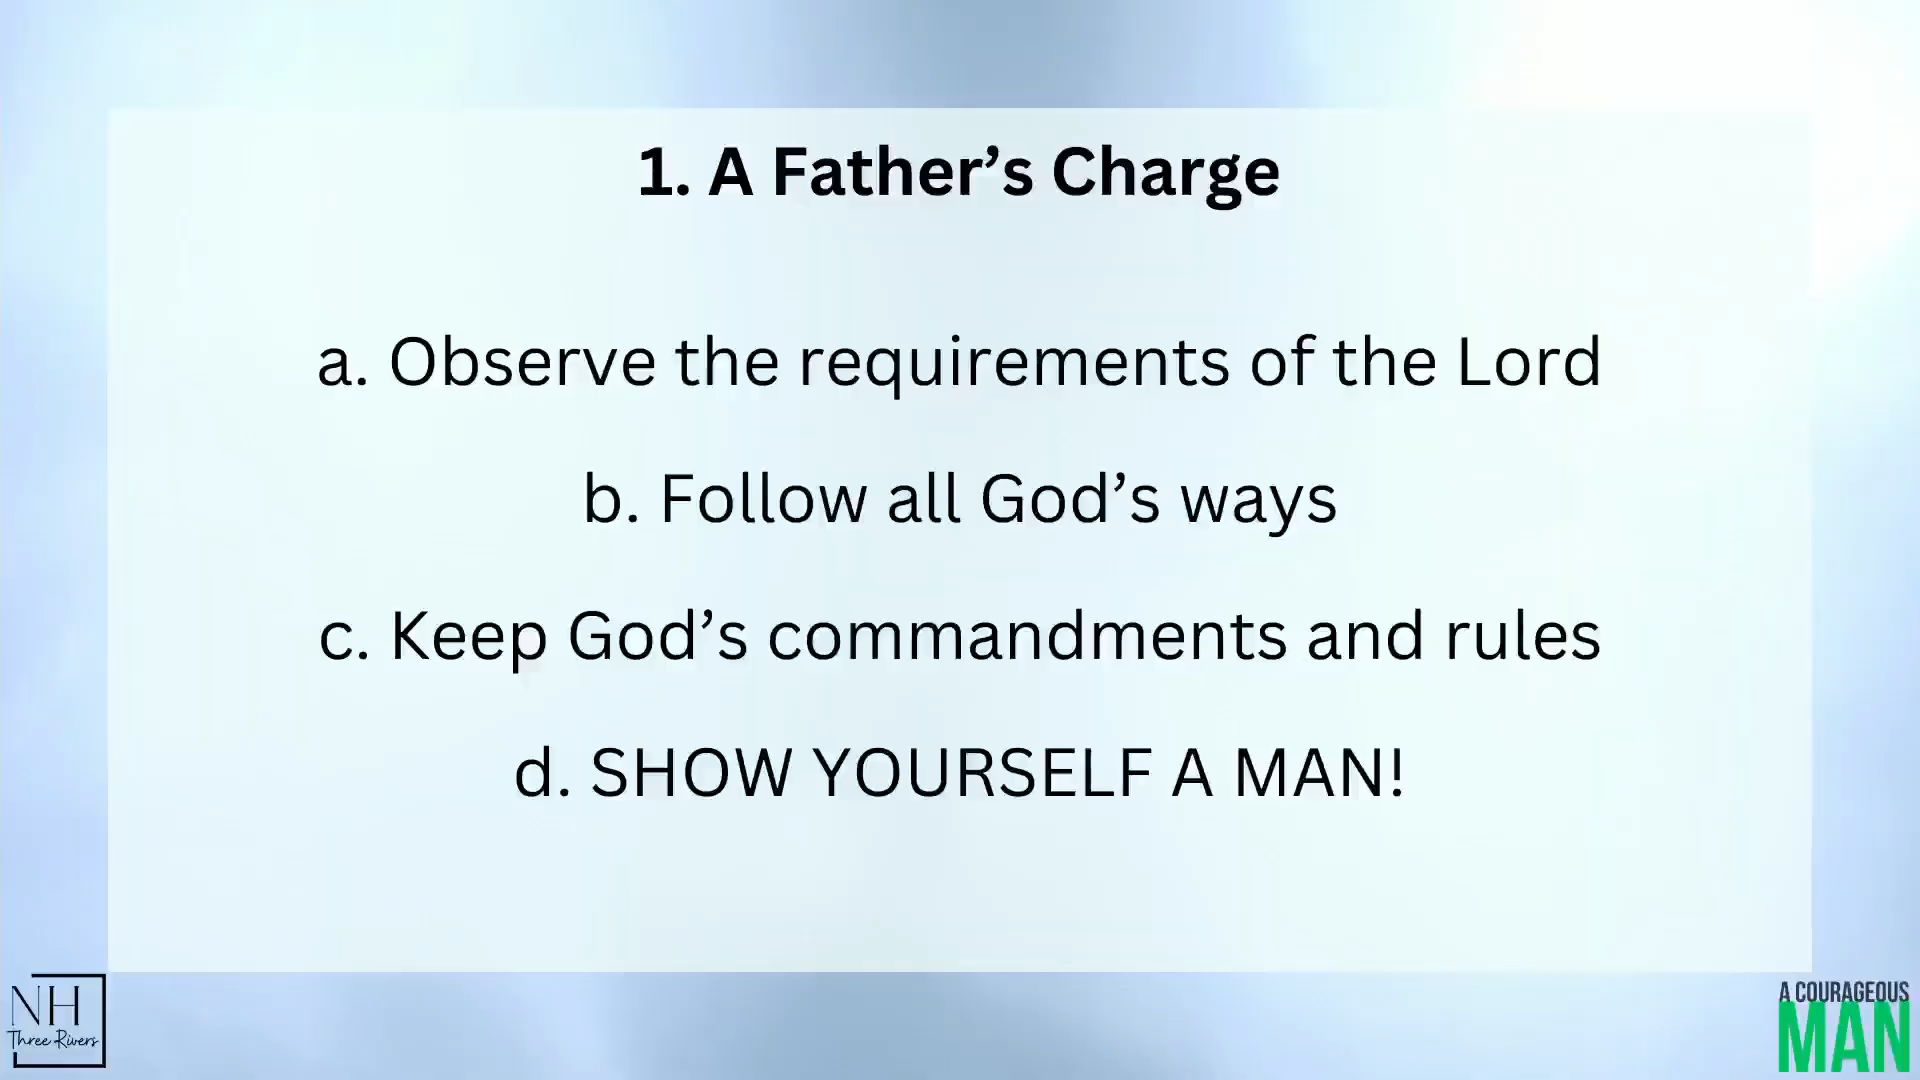 1. A Father’s Charge
a. Observe the requirements of the Lord
b. Follow all God’s ways
c. Keep God’s commandments and rules
d. SHOW YOURSELF A MAN!
NH
Three Rivers
A COURAGEOUS
MAN